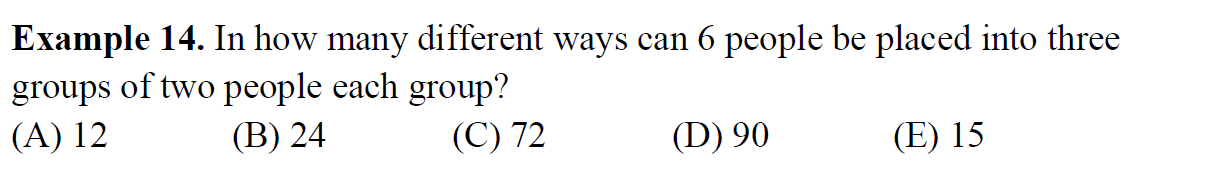 Example 14. In how many different ways can 6 people be placed into three
groups of two people each group?
(A) 12 (B) 24 (C) 72 (D) 90 (E) 15